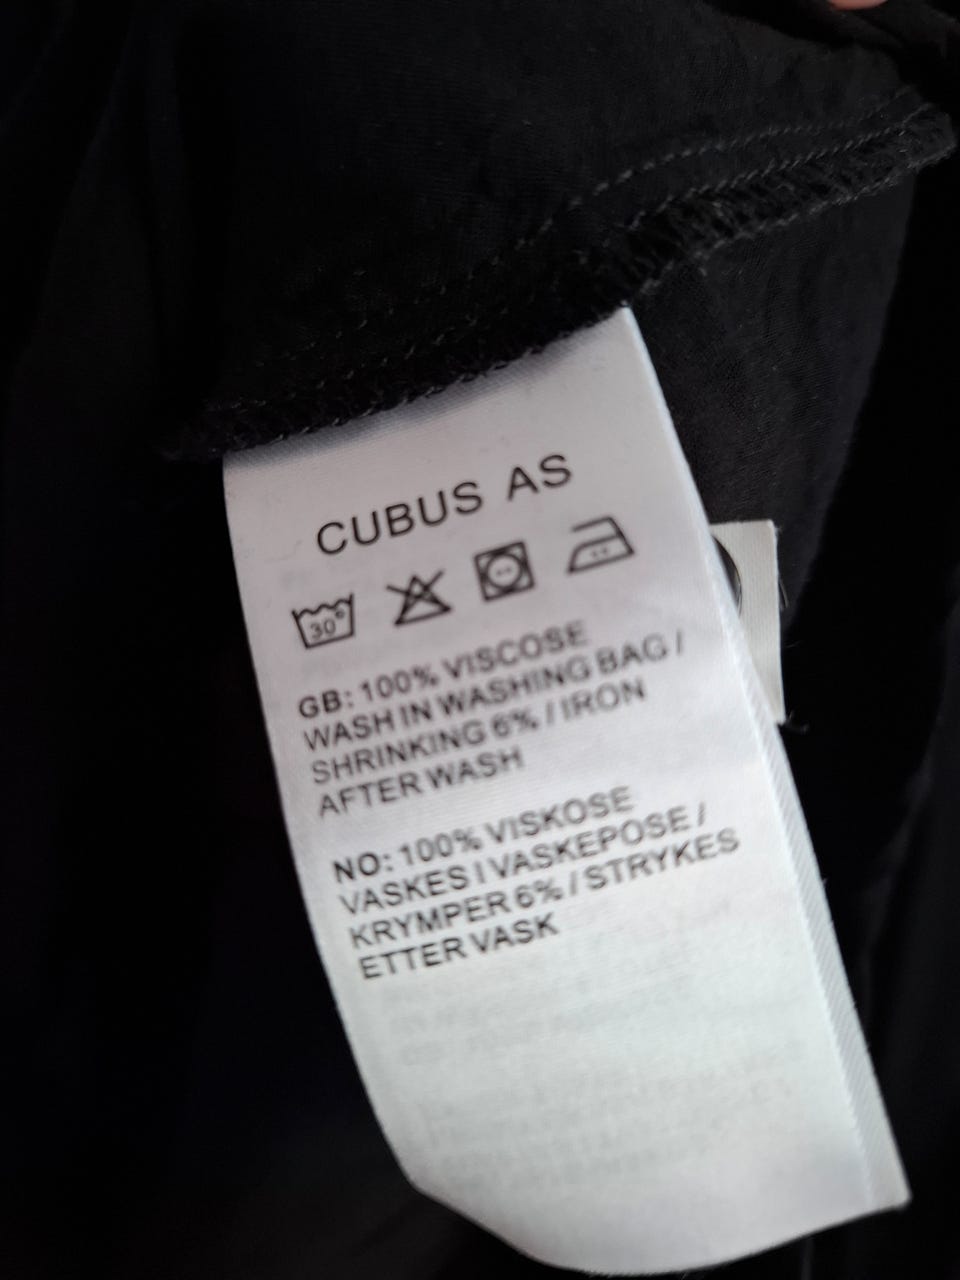 CUBUS AS
30°
GB: 100% VISCOSE
WASH IN WASHING BAG /
SHRINKING 6% / IRON
AFTER WASH
NO: 100% VISKOSE
VASKES I VASKEPOSE /
KRYMPER 6% / STRYKES
ETTER VASK